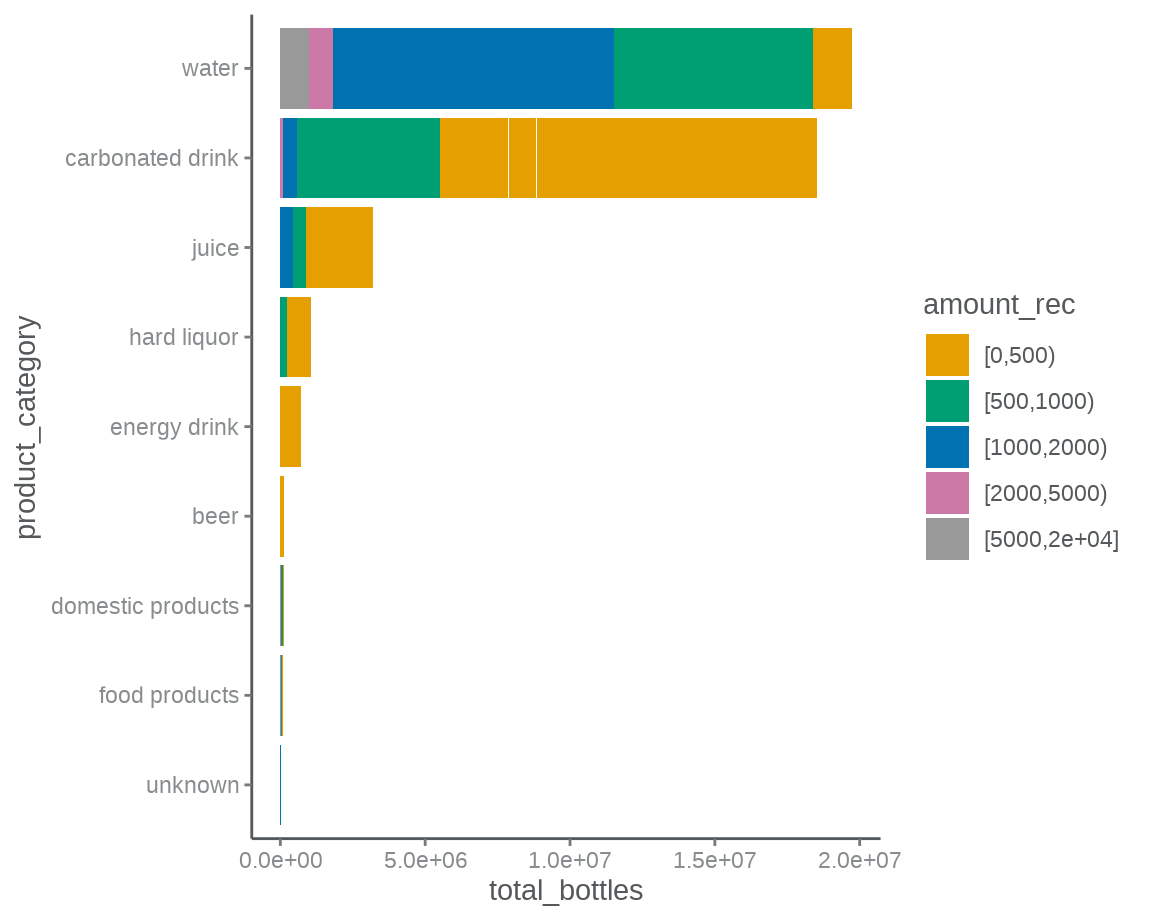 water
carbonated drink
juice
hard liquor
energy drink
beer
domestic products
food products
unknown
product_category
0.0e+00 5.0e+06 1.0e+07 1.5e+07 2.0e+07
total_bottles
amount_rec
[0,500)
[500,1000)
[1000,2000)
[2000,5000)
[5000,2e+04]